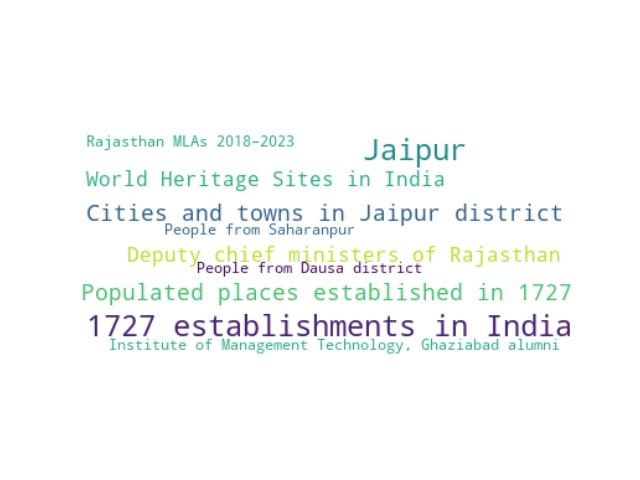 Rajasthan MLAs 2018–2023
Jaipur
World Heritage Sites in India
Cities and towns in Jaipur district
People from Saharanpur
Deputy chief ministers of Rajasthan
People from Dausa district
Populated places established in 1727
1727 establishments in India
Institute of Management Technology, Ghaziabad alumni